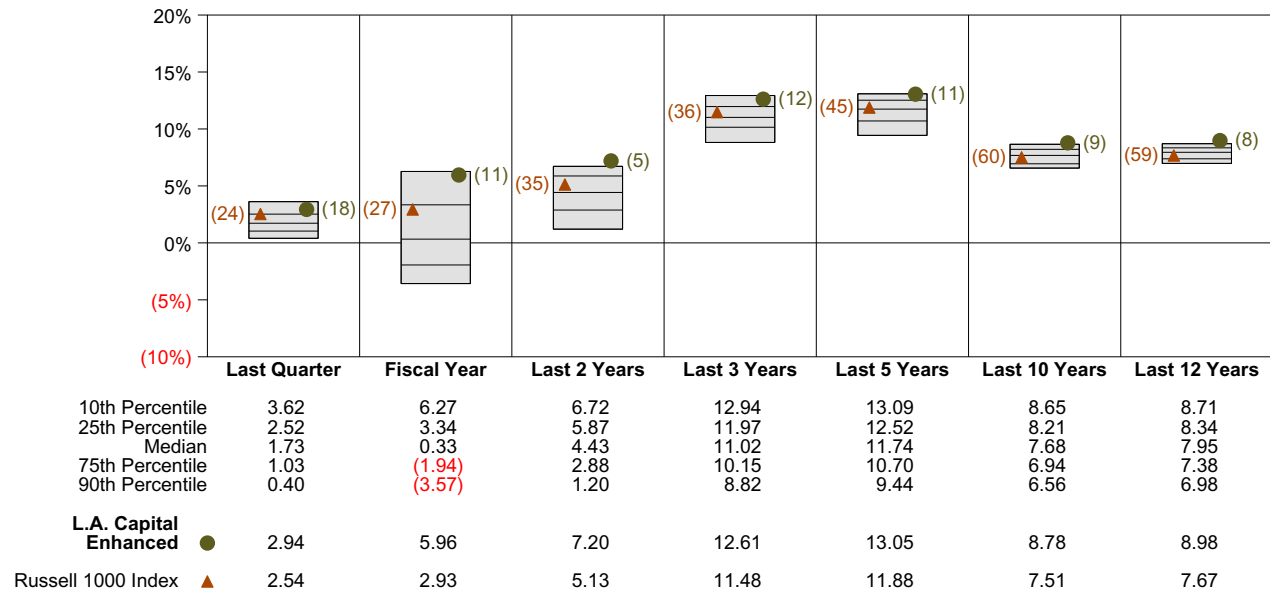 20%
15%
10%
5%
0%
(5%)
(10%)
(24) (18)
(27) (11)
(35) (5)
(36) (12)
(45) (11)
(60) (9)
(59) (8)
Last Quarter Fiscal Year Last 2 Years Last 3 Years Last 5 Years Last 10 Years Last 12 Years
10th Percentile 3.62 6.27 6.72 12.94 13.09 8.65 8.71
25th Percentile 2.52 3.34 5.87 11.97 12.52 8.21 8.34
Median 1.73 0.33 4.43 11.02 11.74 7.68 7.95
75th Percentile 1.03 (1.94) 2.88 10.15 10.70 6.94 7.38
90th Percentile 0.40 (3.57) 1.20 8.82 9.44 6.56 6.98
L.A. Capital
Enhanced 2.94 5.96 7.20 12.61 13.05 8.78 8.98
Russell 1000 Index 2.54 2.93 5.13 11.48 11.88 7.51 7.67